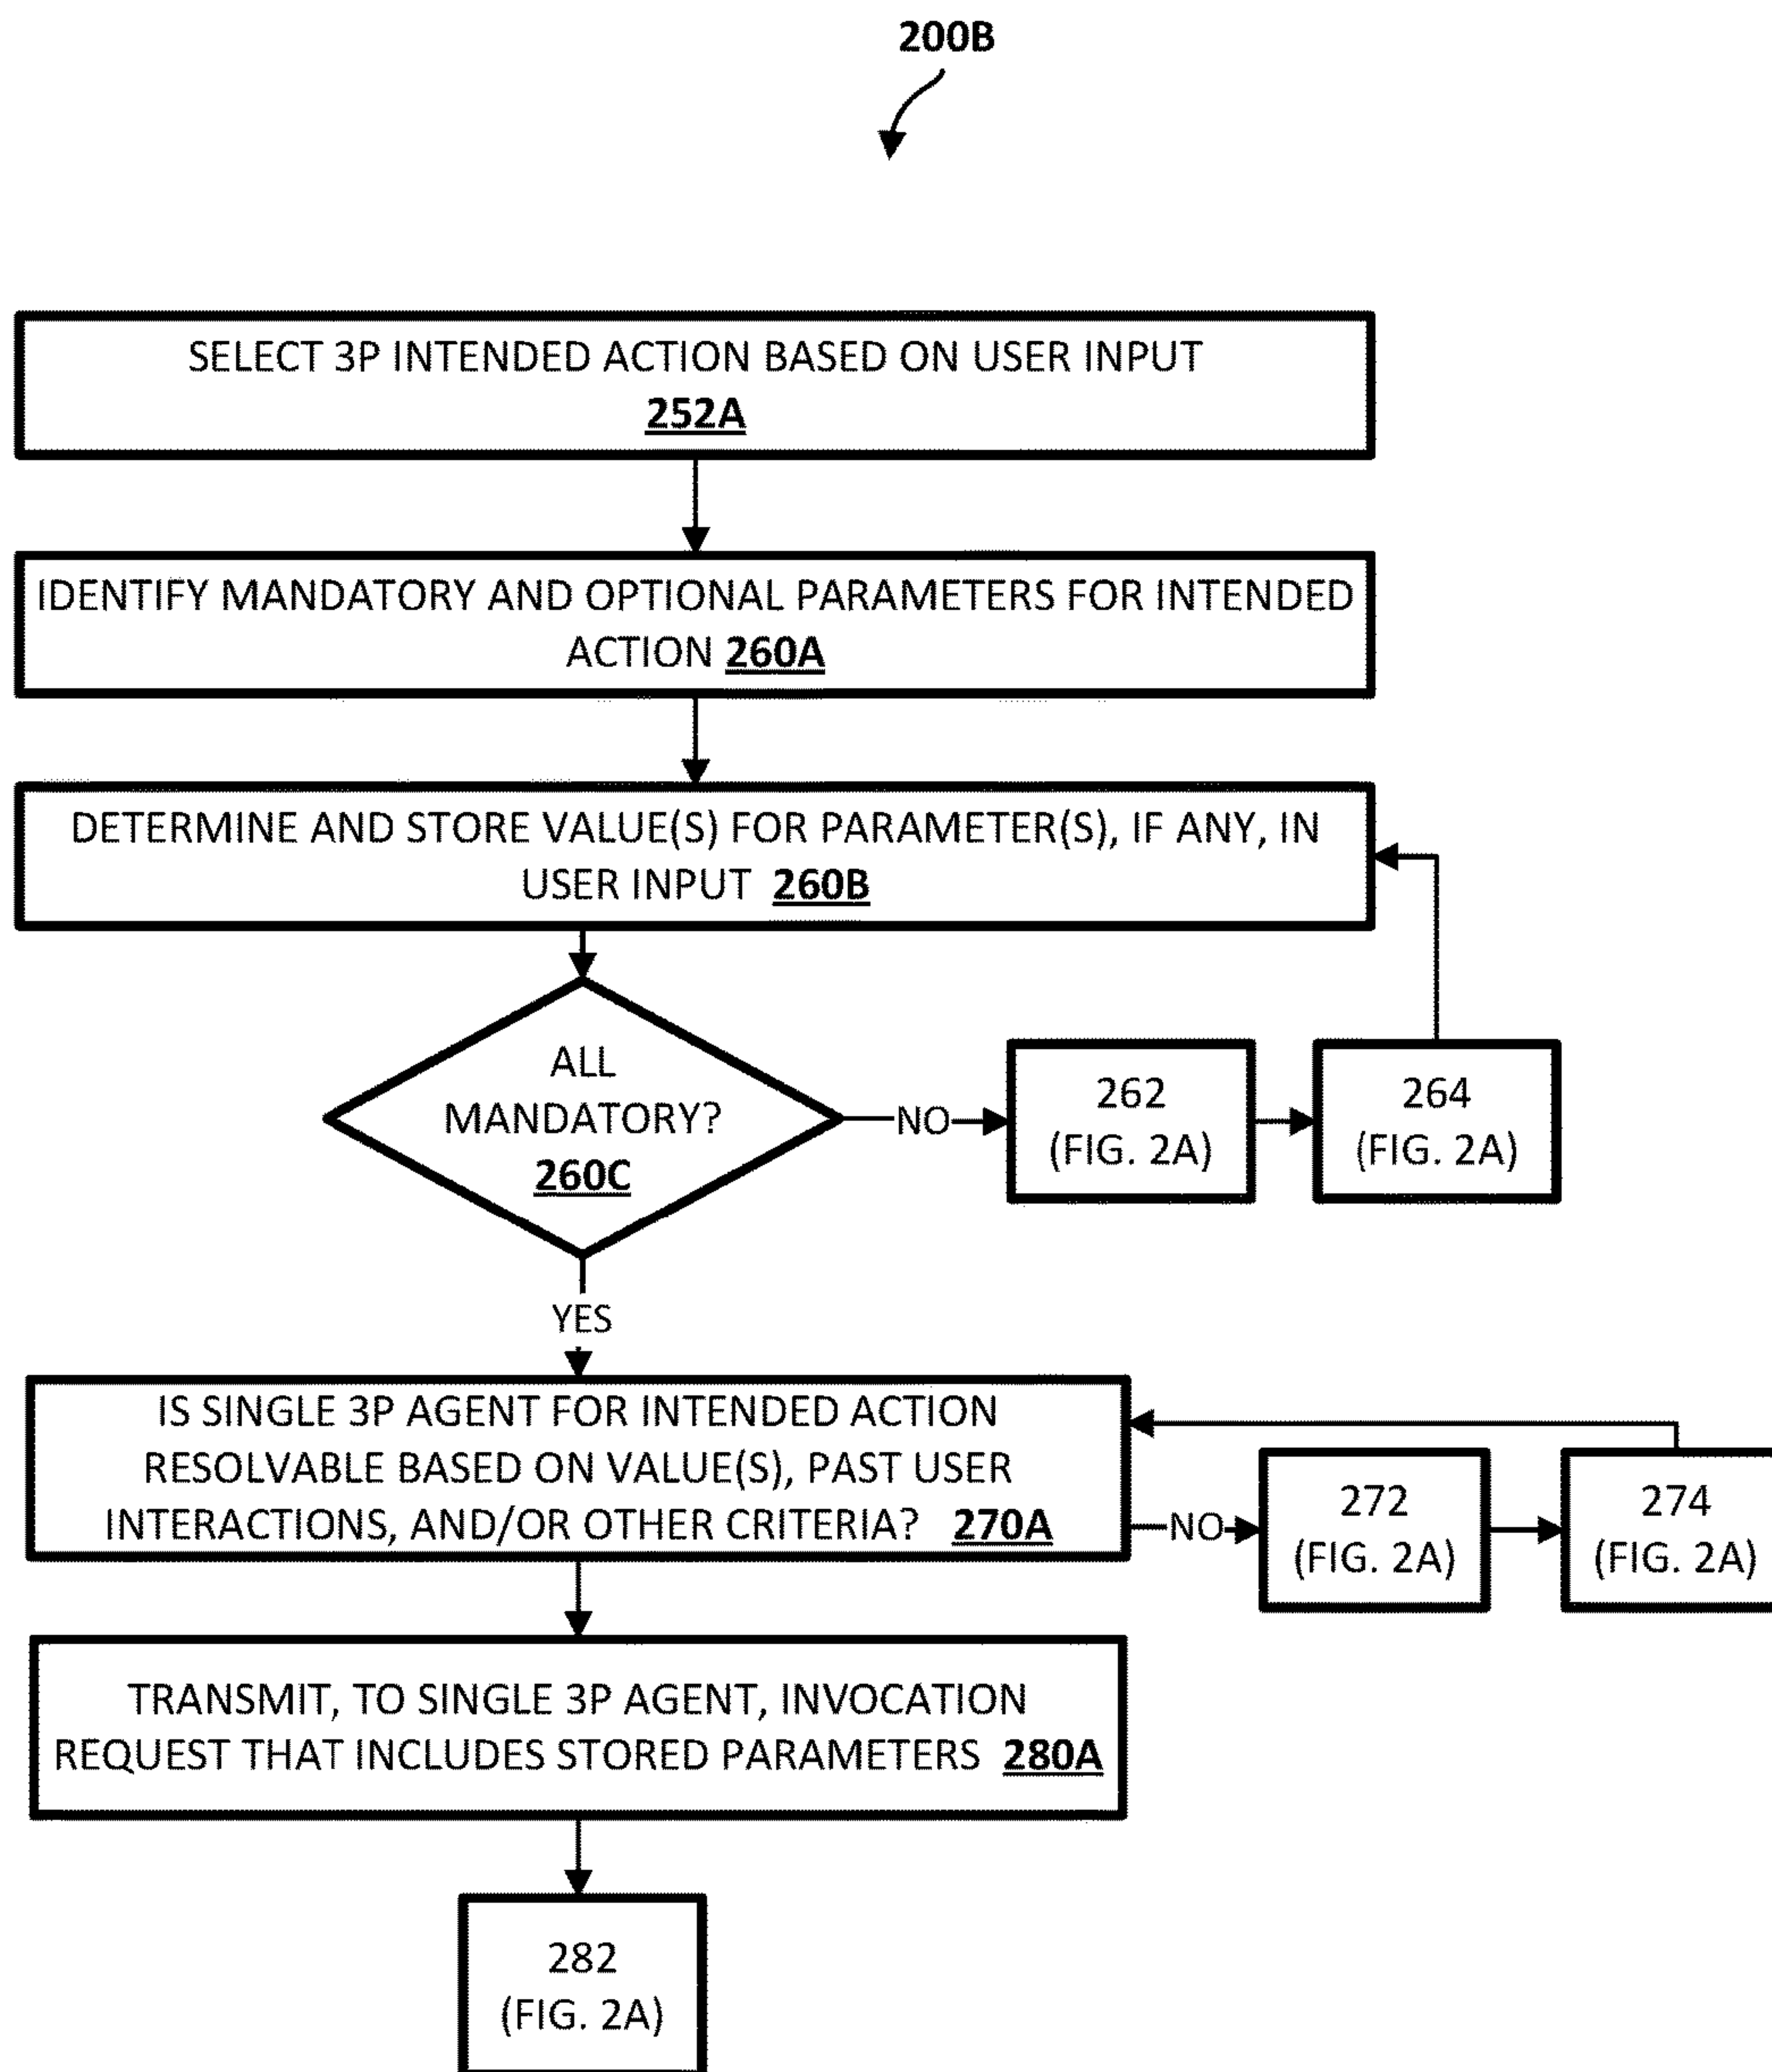 200B
SELECT 3P INTENDED ACTION BASED ON USER INPUT
252A
IDENTIFY MANDATORY AND OPTIONAL PARAMETERS FOR INTENDED
ACTION 260A
DETERMINE AND STORE VALUE(S) FOR PARAMETER(S), IF ANY, IN
USER INPUT 260B
ALL
MANDATORY?
260C
NO
262
(FIG. 2A)
264
(FIG. 2A)
YES
IS SINGLE 3P AGENT FOR INTENDED ACTION
RESOLVABLE BASED ON VALUE(S), PAST USER
INTERACTIONS, AND/OR OTHER CRITERIA? 270A
NO
272
(FIG. 2A)
274
(FIG. 2A)
TRANSMIT, TO SINGLE 3P AGENT, INVOCATION
REQUEST THAT INCLUDES STORED PARAMETERS 280A
282
(FIG. 2A)